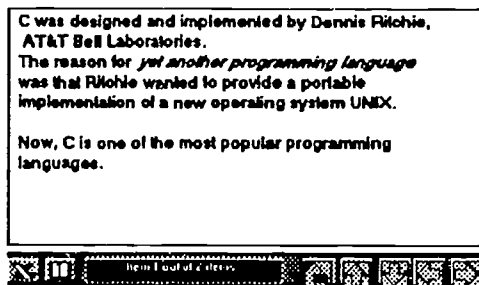 C was designed and implemented by Dennis Ritchie,
AT&T Bell Laboratories.
The reason for yet another programming language
was that Ritchie wanted to provide a portable
implementation of a new operating system UNIX.
Now, C is one of the most popular programming
languages.
Item 1 out of 2 items